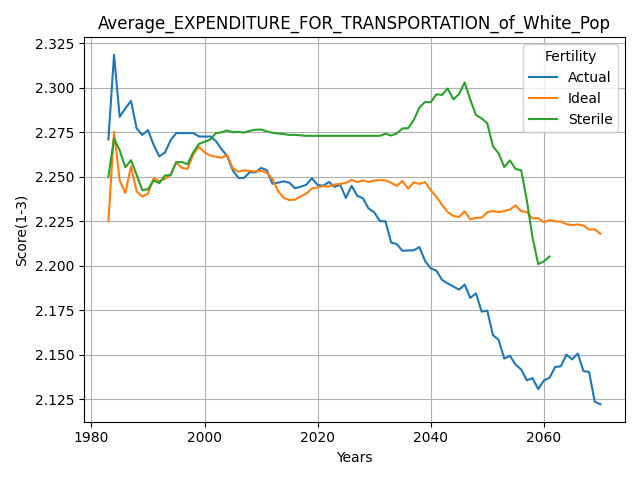 Average_EXPENDITURE_FOR_TRANSPORTATION_of_White_Pop
Score(1-3)
2.325
2.300
2.275
2.250
2.225
2.200
2.175
2.150
2.125
Fertility
Actual
Ideal
Sterile
1980
2000
2020
2040
2060
Years